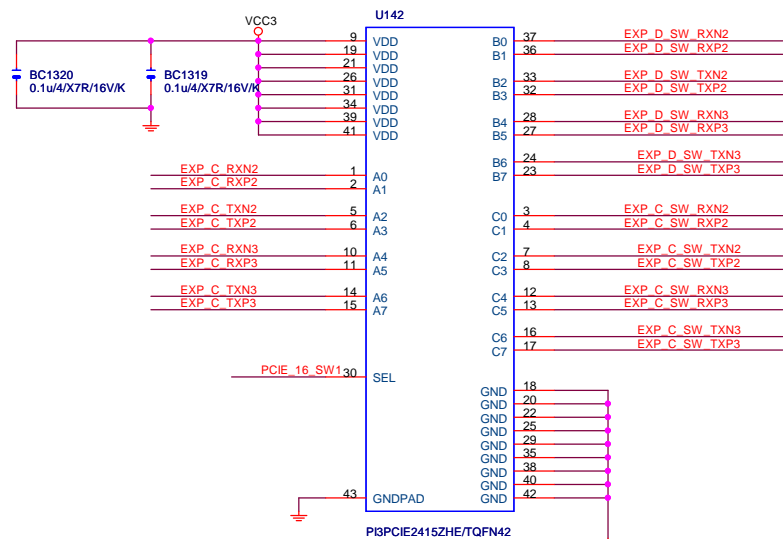 U142
VCC3
BC1320
0.1u/4/X7R/16V/K
BC1319
0.1u/4/X7R/16V/K
9 VDD
19 VDD
21 VDD
26 VDD
31 VDD
34 VDD
39 VDD
41 VDD
EXP_C_RXN2 1 A0
EXP_C_RXP2 2 A1
EXP_C_TXN2 5 A2
EXP_C_TXP2 6 A3
EXP_C_RXN3 10 A4
EXP_C_RXP3 11 A5
EXP_C_TXN3 14 A6
EXP_C_TXP3 15 A7
PCIE_16_SW1 30 SEL
43 GNDPAD
B0 37 EXP_D_SW_RXN2
B1 36 EXP_D_SW_RXP2
B2 33 EXP_D_SW_TXN2
B3 32 EXP_D_SW_TXP2
B4 28 EXP_D_SW_RXN3
B5 27 EXP_D_SW_RXP3
B6 24 EXP_D_SW_TXN3
B7 23 EXP_D_SW_TXP3
C0 3 EXP_C_SW_RXN2
C1 4 EXP_C_SW_RXP2
C2 7 EXP_C_SW_TXN2
C3 8 EXP_C_SW_TXP2
C4 12 EXP_C_SW_RXN3
C5 13 EXP_C_SW_RXP3
C6 16 EXP_C_SW_TXN3
C7 17 EXP_C_SW_TXP3
GND 18
GND 20
GND 22
GND 25
GND 29
GND 35
GND 38
GND 40
GND 42
PI3PCIE2415ZHE/TQFN42